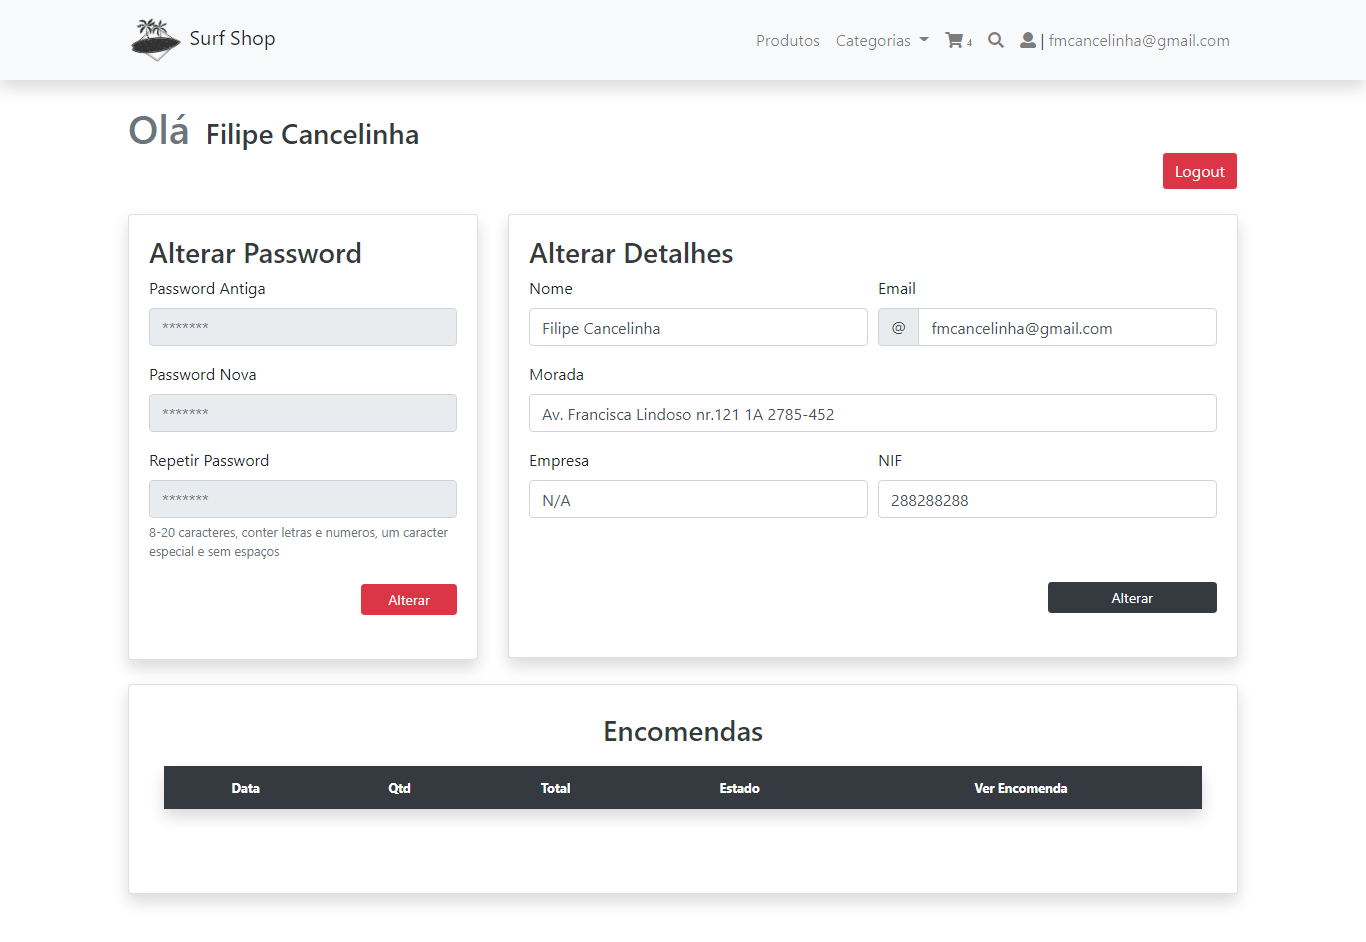 Surf Shop
Produtos Categorias 4 | fmcancelinha@gmail.com
Olá Filipe Cancelinha
Logout
Alterar Password
Password Antiga
*******
Password Nova
*******
Repetir Password
*******
8-20 caracteres, conter letras e numeros, um caracter
especial e sem espaços
Alterar
Alterar Detalhes
Nome
Filipe Cancelinha
Email
@ fmcancelinha@gmail.com
Morada
Av. Francisca Lindoso nr.121 1A 2785-452
Empresa
N/A
NIF
288288288
Alterar
Encomendas
Data Qtd Total Estado Ver Encomenda